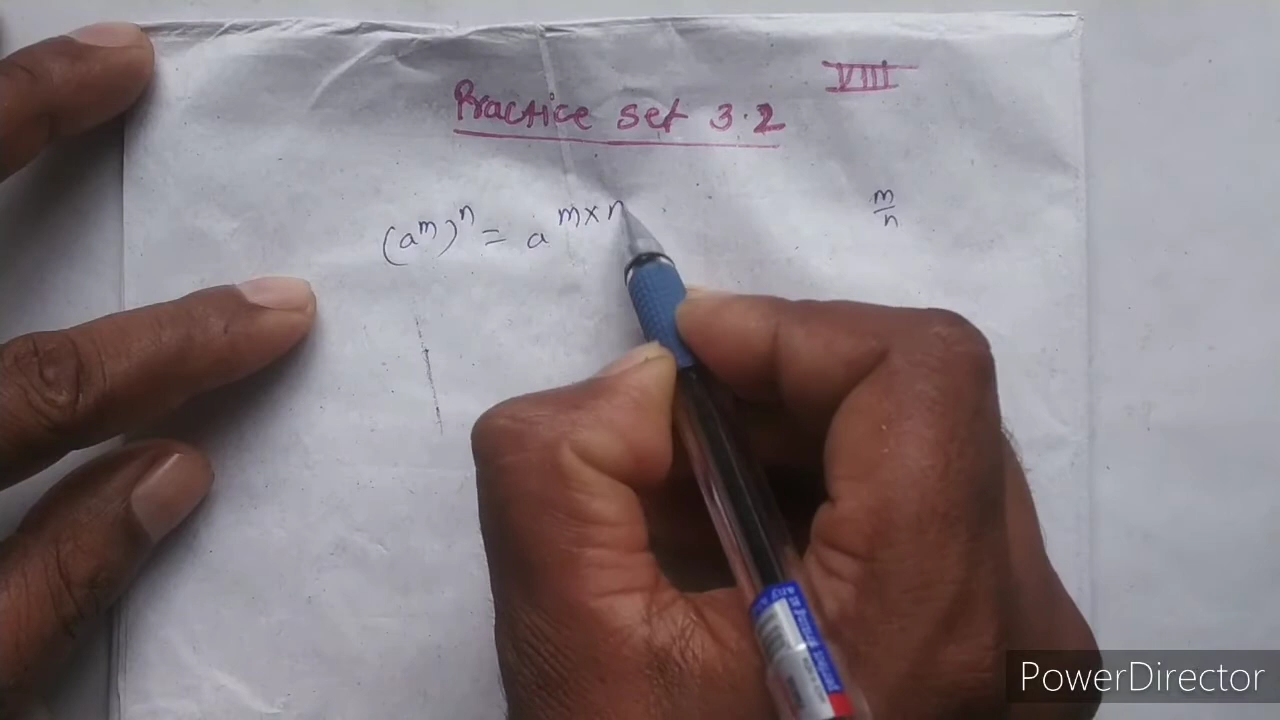 VIII
Practice set 3.2
m/n
(a^m)^n = a^m×n
PowerDirector